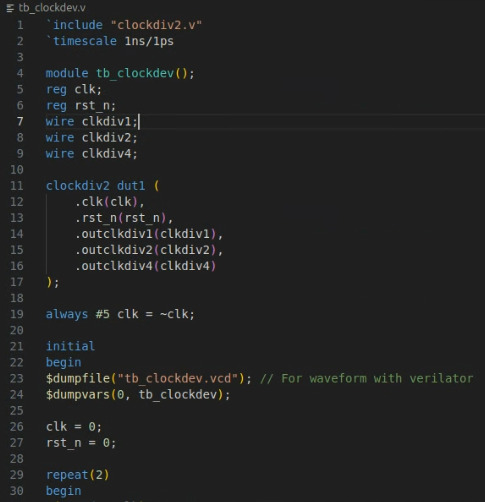 tb_clockdev.v
1 `include "clockdiv2.v"
2 `timescale 1ns/1ps
3
4 module tb_clockdev();
5 reg clk;
6 reg rst_n;
7 wire clkdiv1;
8 wire clkdiv2;
9 wire clkdiv4;
10
11 clockdiv2 dut1 (
12     .clk(clk),
13     .rst_n(rst_n),
14     .outclkdiv1(clkdiv1),
15     .outclkdiv2(clkdiv2),
16     .outclkdiv4(clkdiv4)
17 );
18
19 always #5 clk = ~clk;
20
21 initial
22 begin
23 $dumpfile("tb_clockdev.vcd"); // For waveform with verilator
24 $dumpvars(0, tb_clockdev);
25
26 clk = 0;
27 rst_n = 0;
28
29 repeat(2)
30 begin